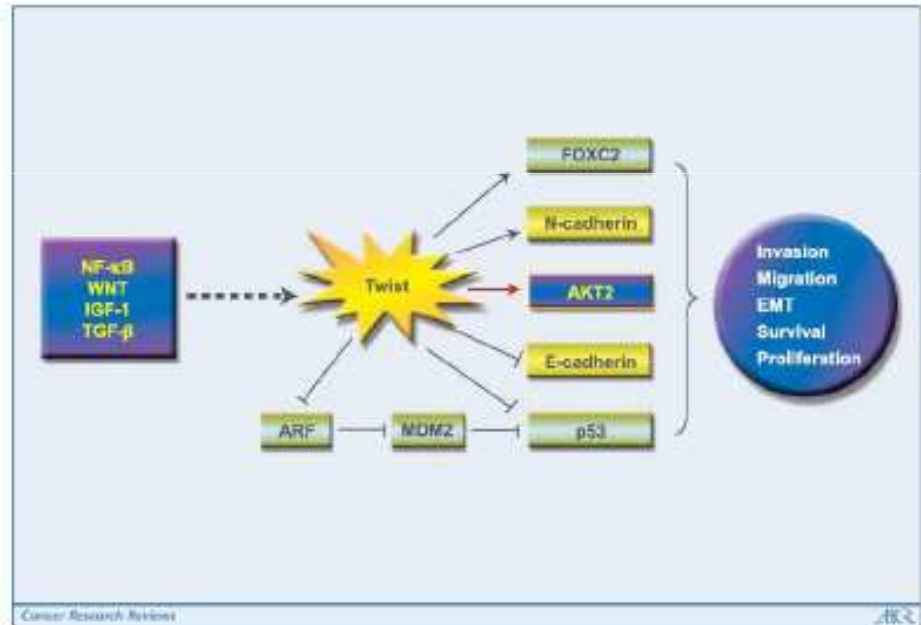 FOXC2
N-cadherin
NF-κB
WNT
IGF-1
TGF-β
Twist
AKT2
E-cadherin
ARF
MDM2
p53
Invasion
Migration
EMT
Survival
Proliferation
Cancer Research Reviews